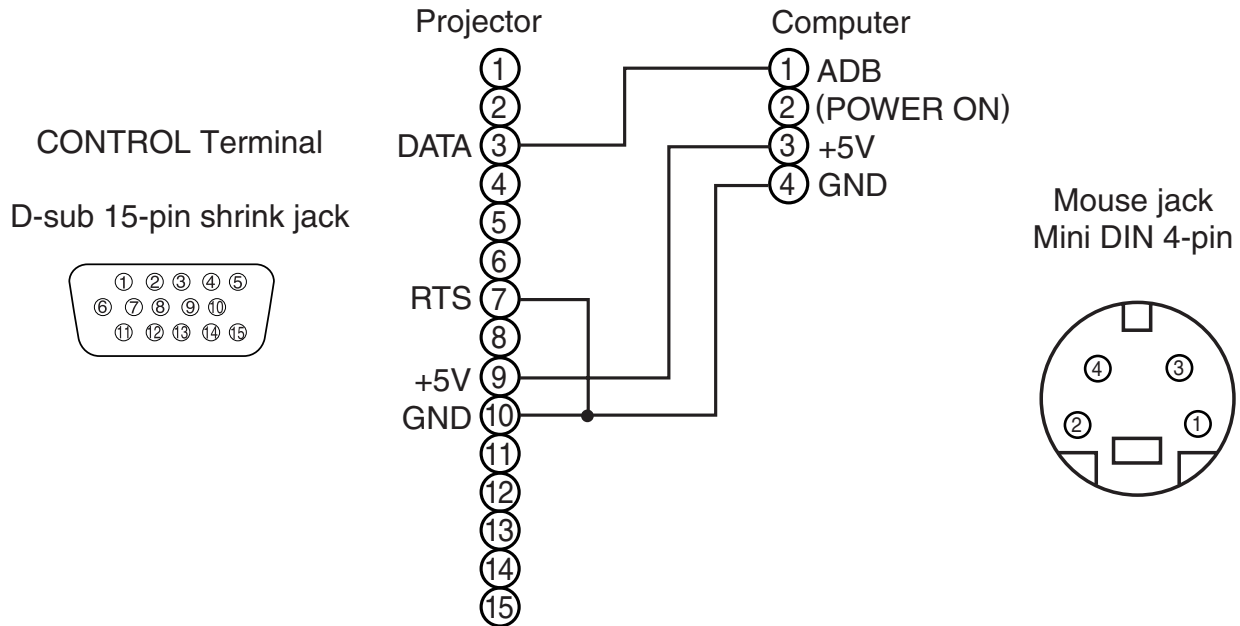 Projector
Computer
CONTROL Terminal
D-sub 15-pin shrink jack
① ② ③ ④ ⑤
⑥ ⑦ ⑧ ⑨ ⑩
⑪ ⑫ ⑬ ⑭ ⑮
①
②
DATA ③
④
⑤
⑥
RTS ⑦
⑧
+5V ⑨
GND ⑩
⑪
⑫
⑬
⑭
⑮
① ADB
② (POWER ON)
③ +5V
④ GND
Mouse jack
Mini DIN 4-pin
④ ③
② ①